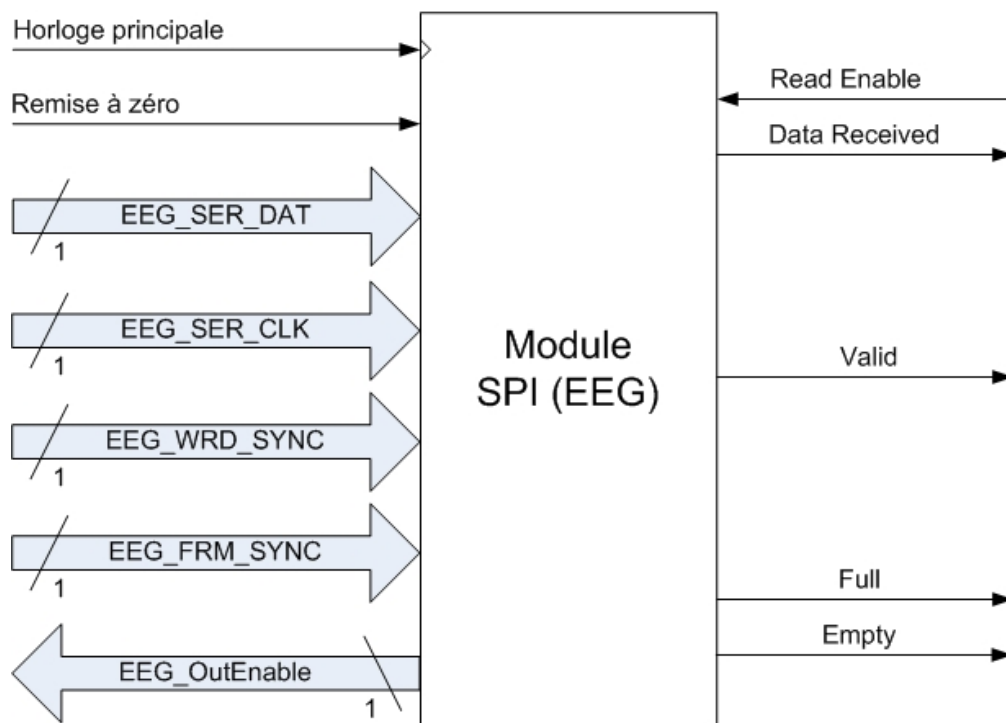 Horloge principale
Remise à zéro
EEG_SER_DAT
1
EEG_SER_CLK
1
EEG_WRD_SYNC
1
EEG_FRM_SYNC
1
EEG_OutEnable
1
Module
SPI (EEG)
Read Enable
Data Received
Valid
Full
Empty